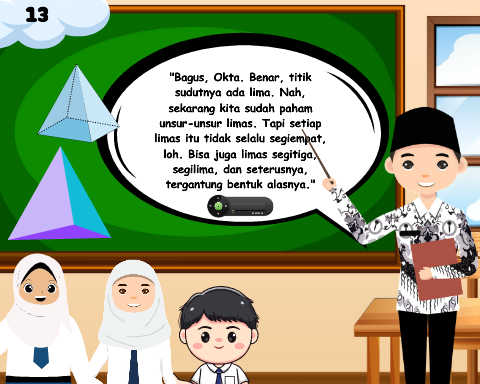 13
"Bagus, Okta. Benar, titik
sudutnya ada lima. Nah,
sekarang kita sudah paham
unsur-unsur limas. Tapi setiap
limas itu tidak selalu segiempat,
loh. Bisa juga limas segitiga,
segilima, dan seterusnya,
tergantung bentuk alasnya."